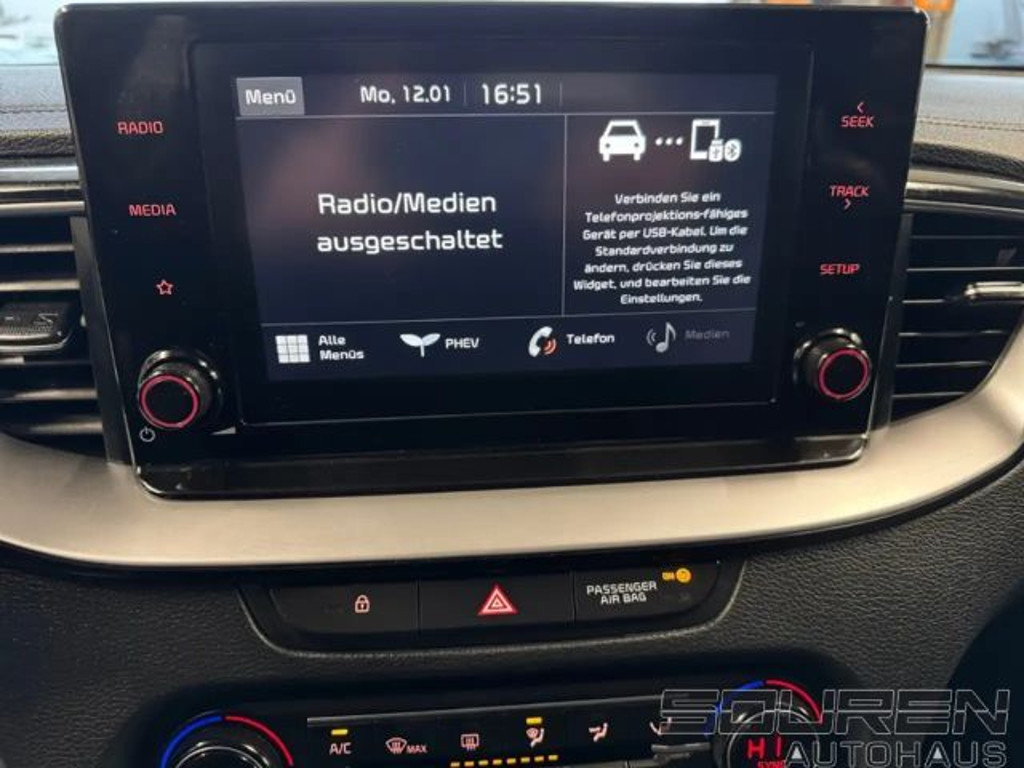 Menü Mo, 12.01 16:51
RADIO
MEDIA
Radio/Medien
ausgeschaltet
Verbinden Sie ein
Telefonprojektions-fähiges
Gerät per USB-Kabel. Um die
Standardverbindung zu
ändern, drücken Sie dieses
Widget, und bearbeiten Sie die
Einstellungen.
Alle
Menüs
PHEV
Telefon
Medien
SEEK
TRACK
SETUP
PASSENGER
AIR BAG
ON
A/C
MAX
HI
SYNC
SOUREN
AUTOHAUS